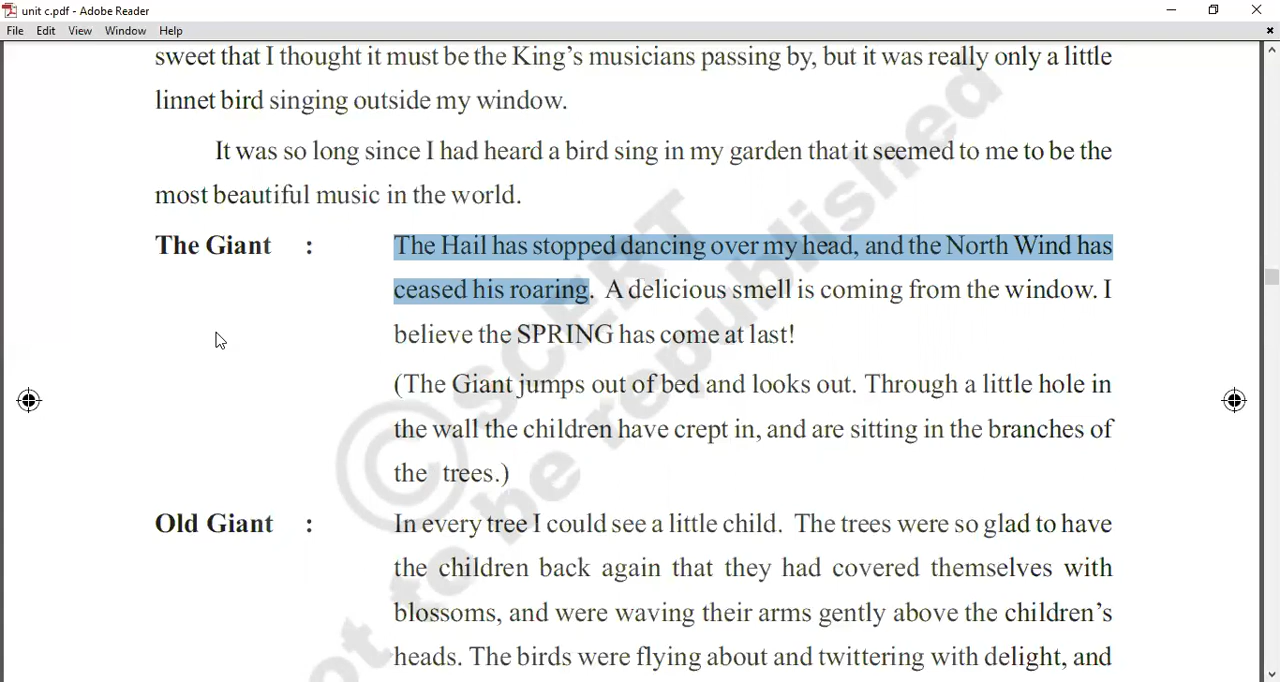 unit c.pdf - Adobe Reader
File Edit View Window Help
sweet that I thought it must be the King's musicians passing by, but it was really only a little
linnet bird singing outside my window.
It was so long since I had heard a bird sing in my garden that it seemed to me to be the
most beautiful music in the world.
The Giant : The Hail has stopped dancing over my head, and the North Wind has
ceased his roaring. A delicious smell is coming from the window. I
believe the SPRING has come at last!
(The Giant jumps out of bed and looks out. Through a little hole in
the wall the children have crept in, and are sitting in the branches of
the trees.)
Old Giant : In every tree I could see a little child. The trees were so glad to have
the children back again that they had covered themselves with
blossoms, and were waving their arms gently above the children's
heads. The birds were flying about and twittering with delight, and
©SCERT
not to be republished